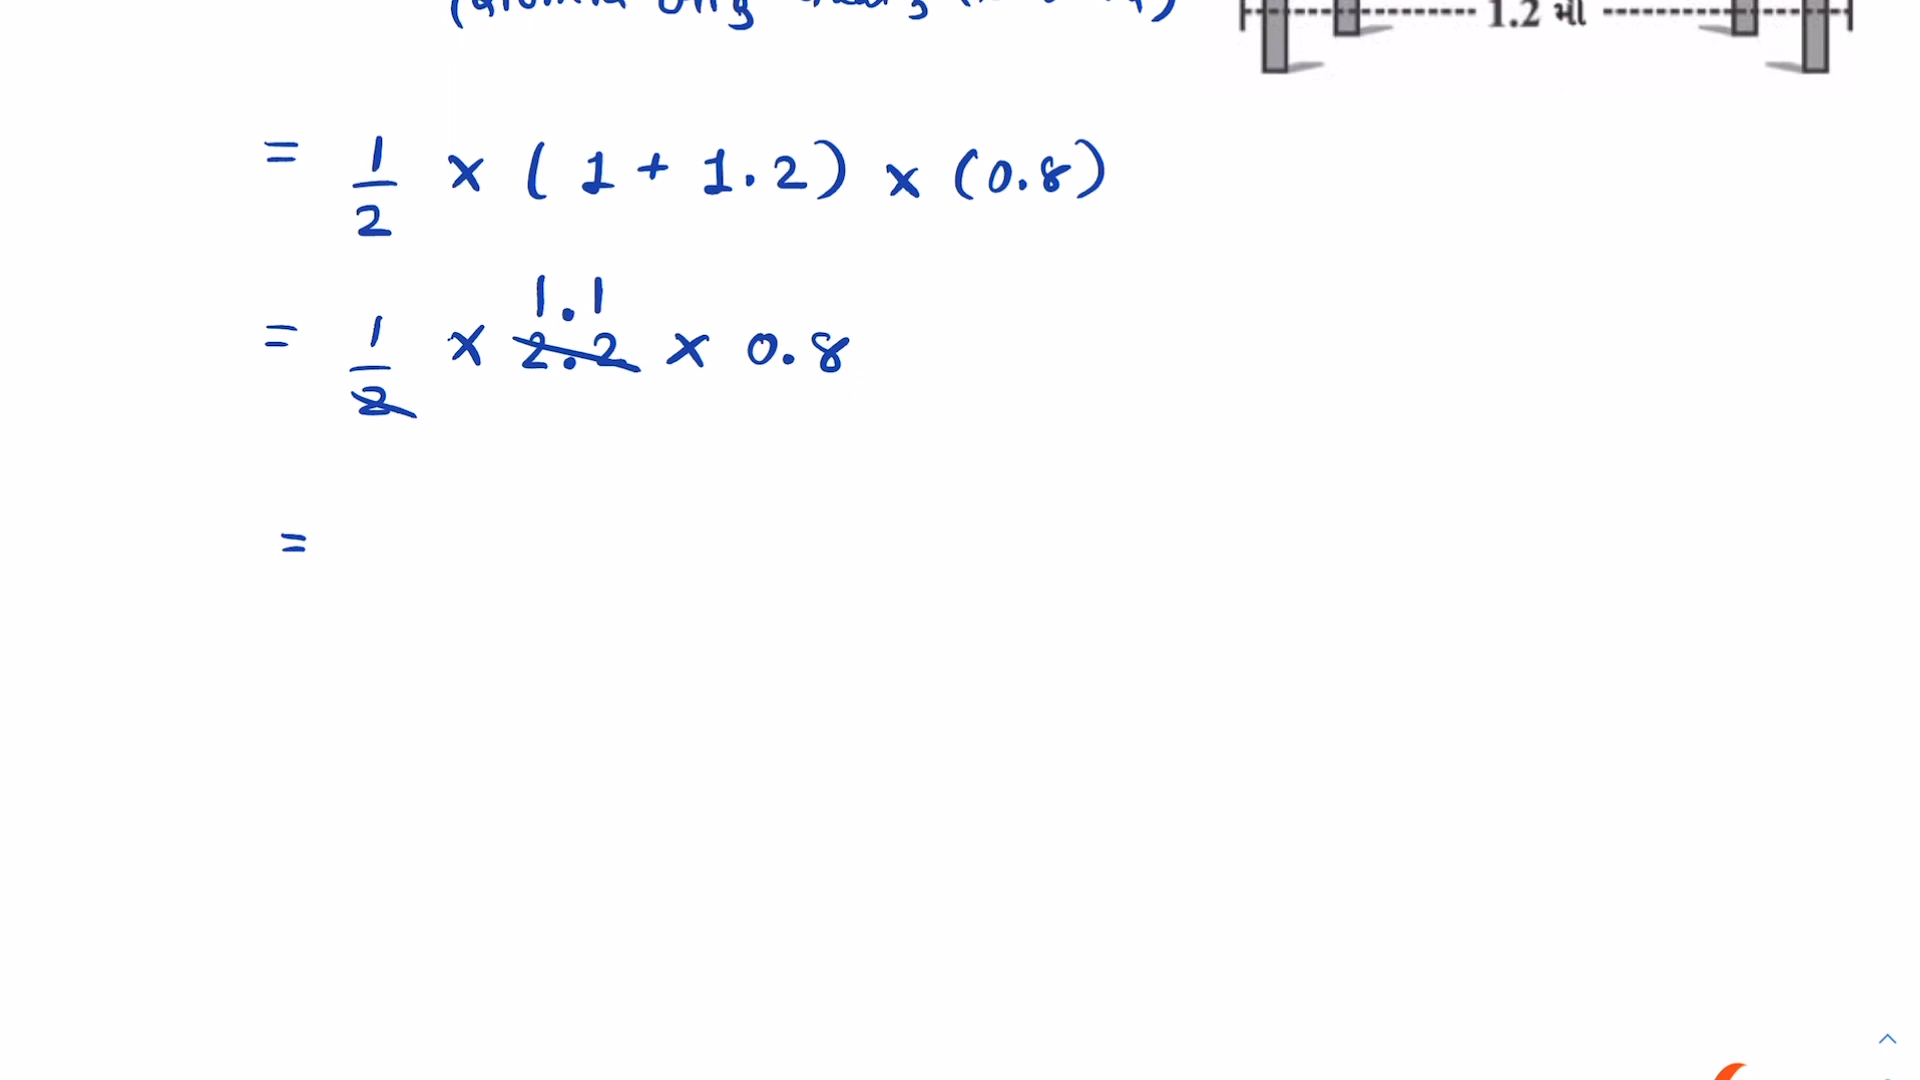 1.2 મી
= 1/2 x ( 1 + 1.2 ) x (0.8)
1.1
= 1/2 x 2.2 x 0.8
=